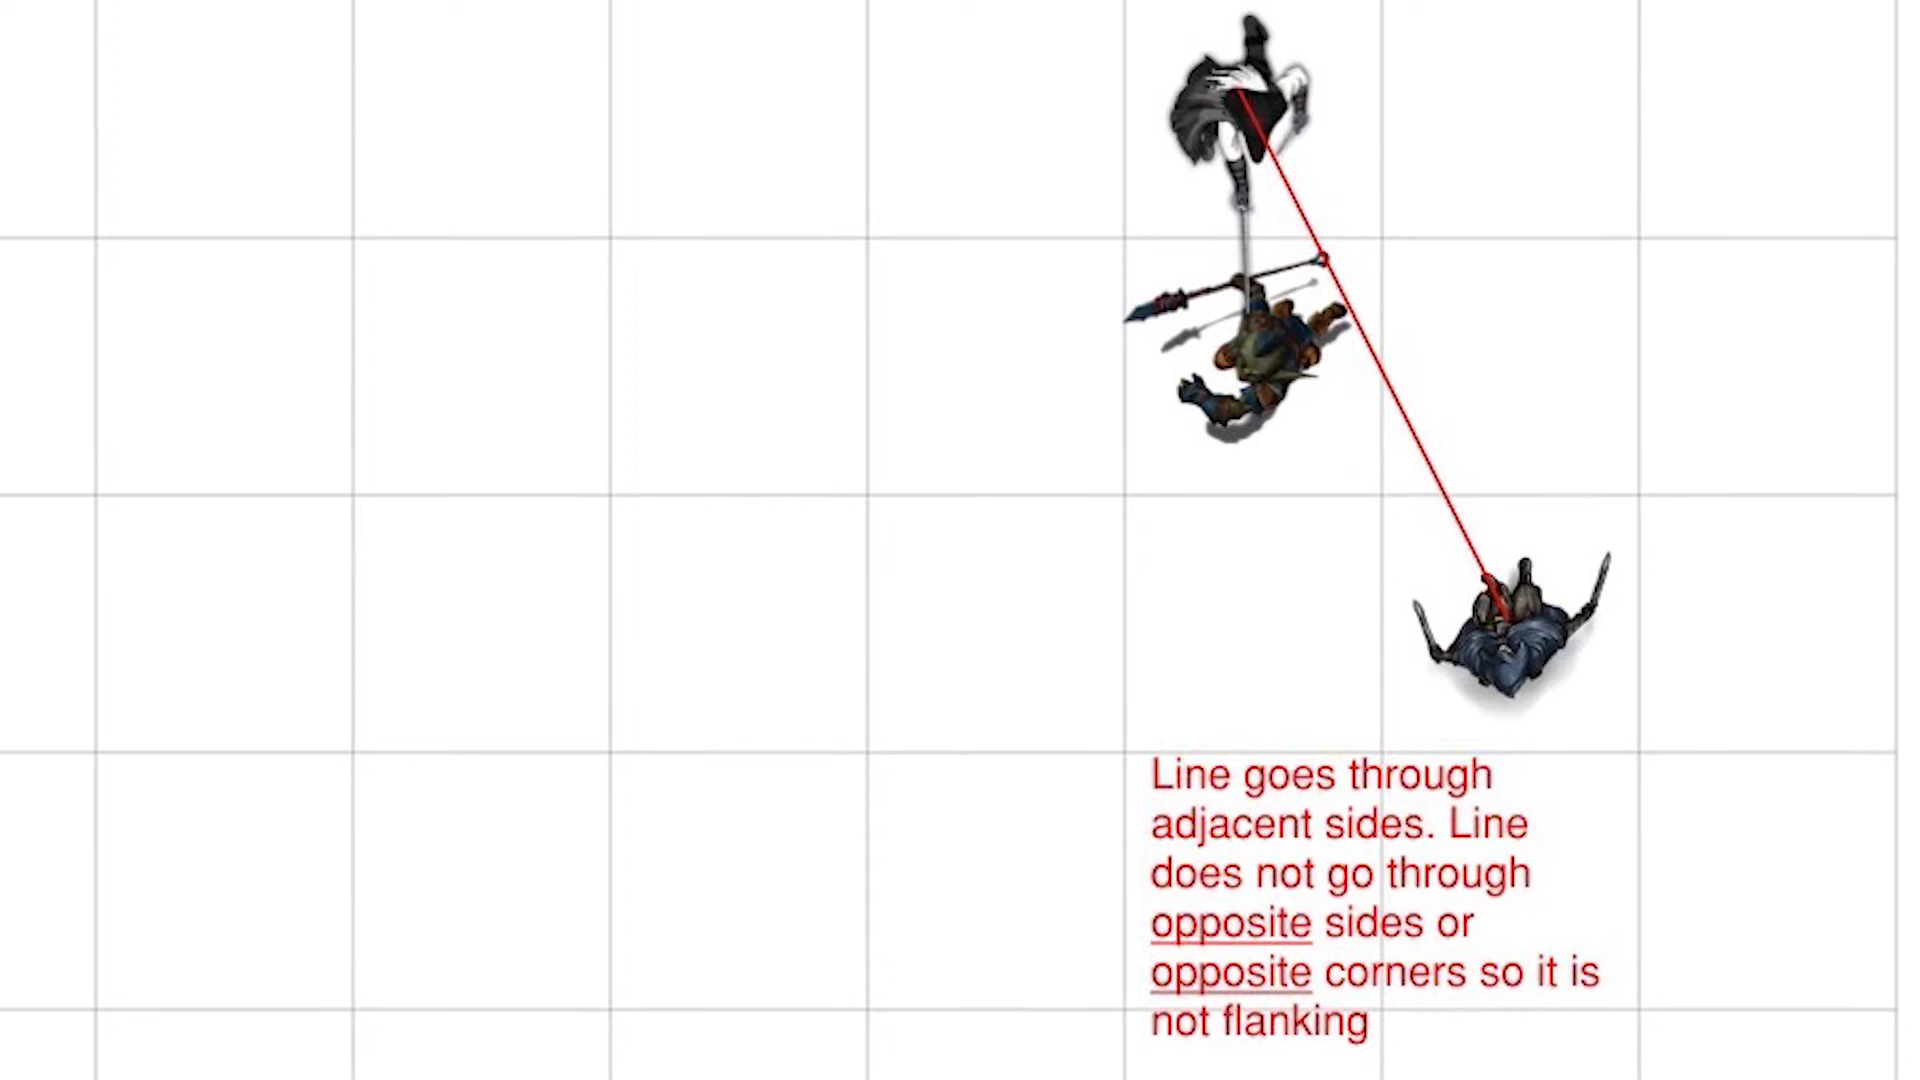 Line goes through
adjacent sides. Line
does not go through
opposite sides or
opposite corners so it is
not flanking